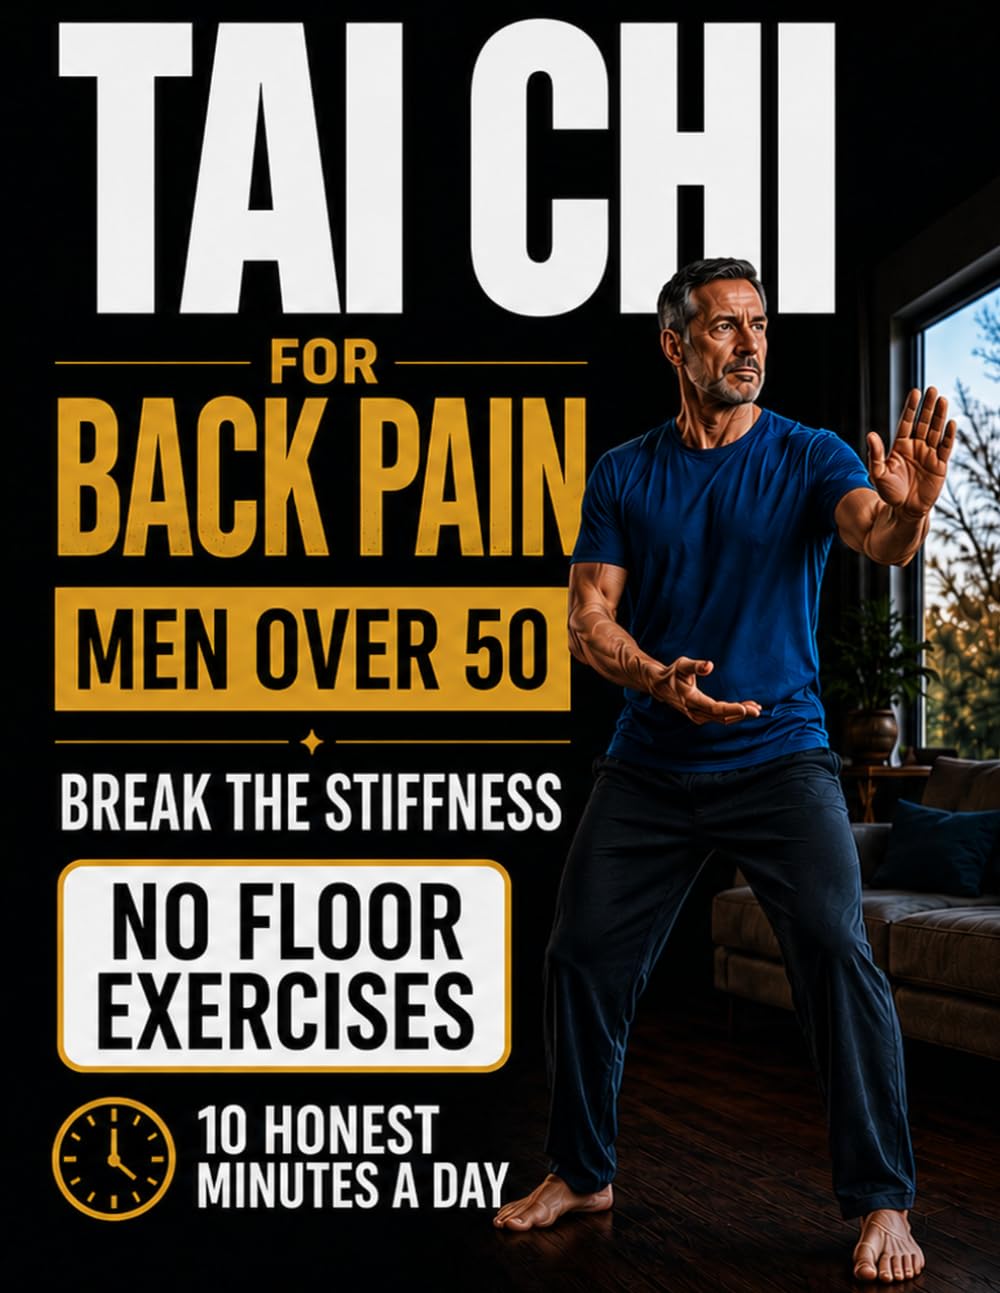 TAI CHI
FOR
BACK PAIN
MEN OVER 50
BREAK THE STIFFNESS
NO FLOOR
EXERCISES
10 HONEST
MINUTES A DAY